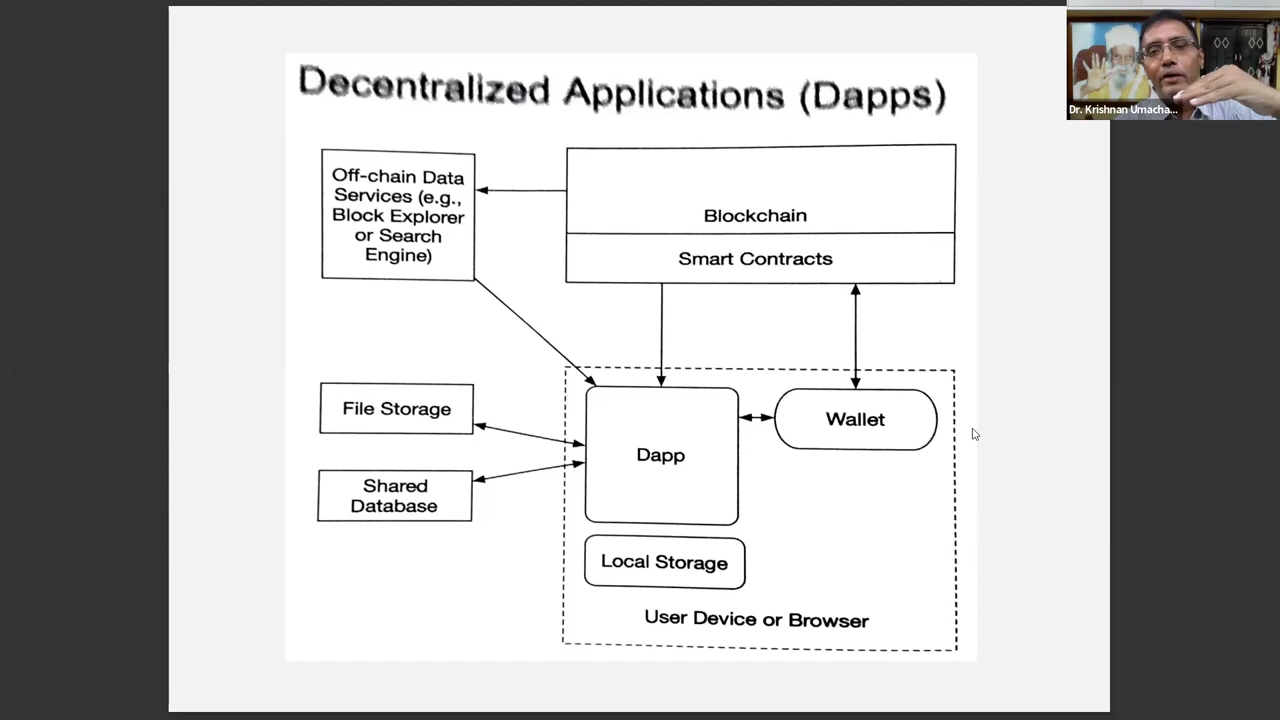 Decentralized Applications (Dapps)
Off-chain Data
Services (e.g.,
Block Explorer
or Search
Engine)
Blockchain
Smart Contracts
File Storage
Shared
Database
Dapp
Wallet
Local Storage
User Device or Browser
Dr. Krishnan Umacha...